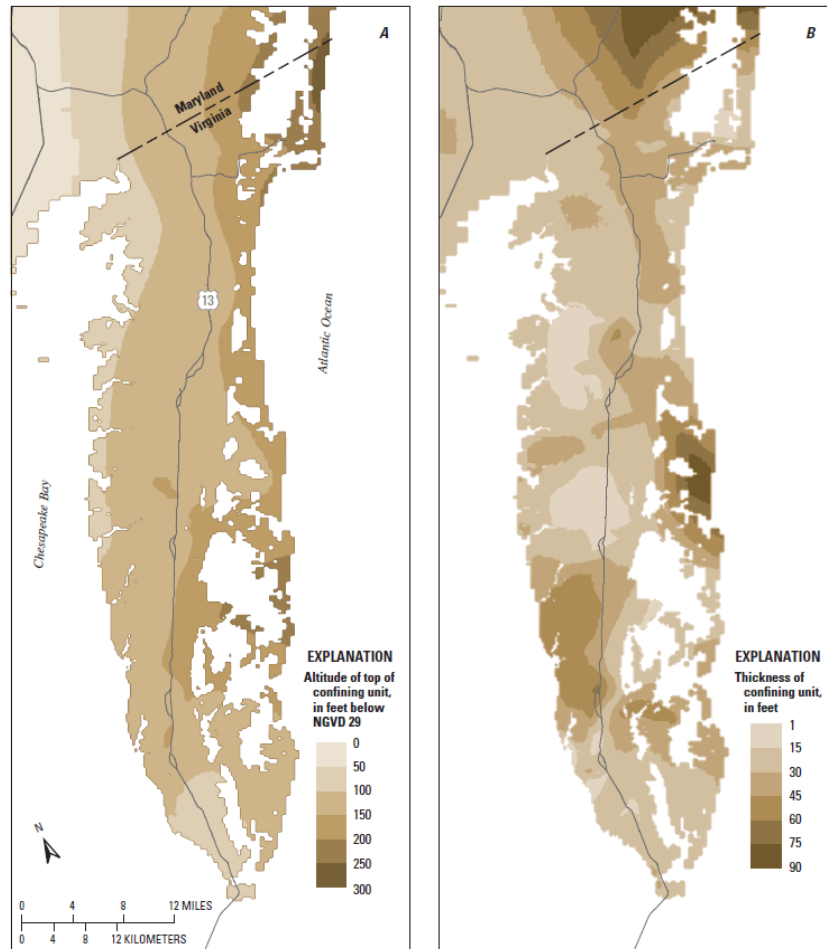 A
Maryland
Virginia
13
Atlantic Ocean
Chesapeake Bay
EXPLANATION
Altitude of top of
confining unit,
in feet below
NGVD 29
0
50
100
150
200
250
300
N
0 4 8 12 MILES
0 4 8 12 KILOMETERS
B
EXPLANATION
Thickness of
confining unit,
in feet
1
15
30
45
60
75
90